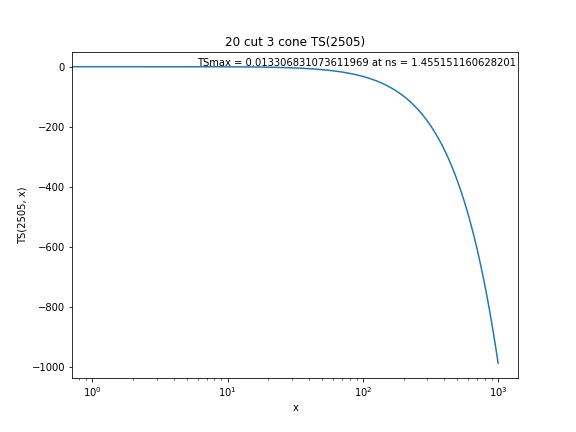 20 cut 3 cone TS(2505)
TSmax = 0.013306831073611969 at ns = 1.455151160628201
0
−200
−400
−600
−800
−1000
TS(2505, x)
10⁰
10¹
10²
10³
x